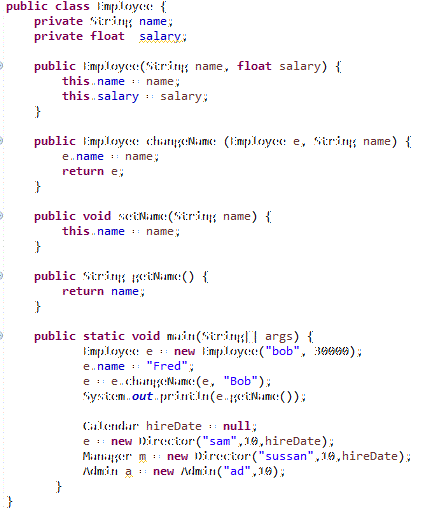 public class Employee {
private String name;
private float salary;
public Employee(String name, float salary) {
this.name = name;
this.salary = salary;
}
public Employee changeName (Employee e, String name) {
e.name = name;
return e;
}
public void setName(String name) {
this.name = name;
}
public String getName() {
return name;
}
public static void main(String[] args) {
Employee e = new Employee("bob", 30000);
e.name = "Fred";
e = e.changeName(e, "Bob");
System.out.println(e.getName());
Calendar hireDate = null;
e = new Director("sam",10,hireDate);
Manager m = new Director("sussan",10,hireDate);
Admin a = new Admin("ad",10);
}
}